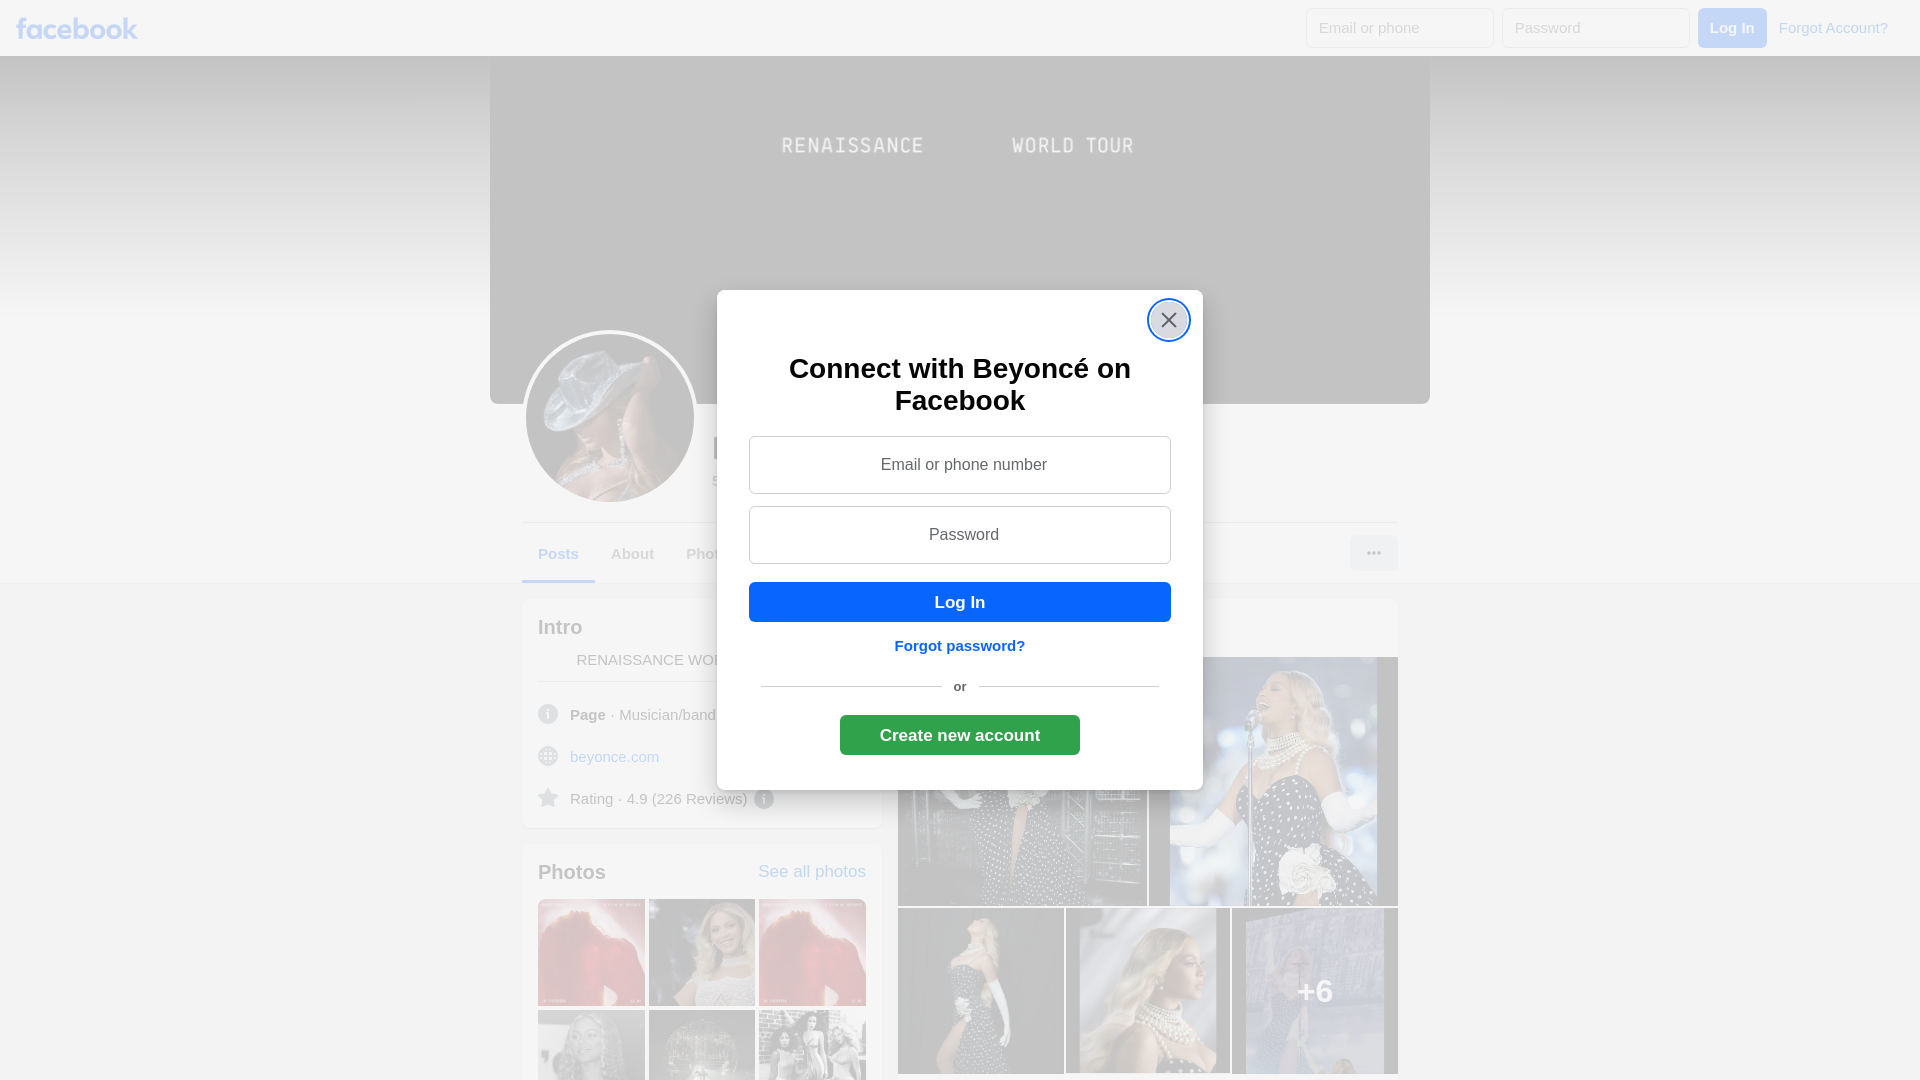 facebook
Email or phone
Password
Log In
Forgot Account?
RENAISSANCE WORLD TOUR
Connect with Beyoncé on
Facebook
Email or phone number
Password
Log In
Forgot password?
or
Create new account
Posts
About
Intro
RENAISSANCE
Page · Musician/band
beyonce.com
Rating · 4.9 (226 Reviews)
Photos
See all photos
+6